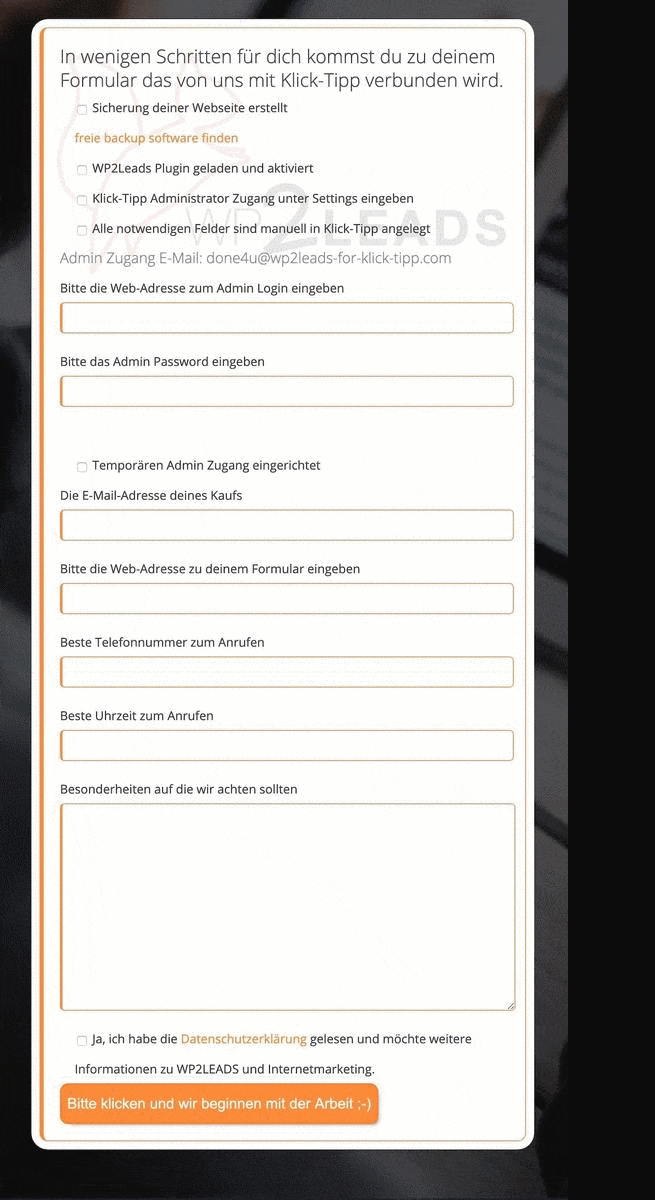 In wenigen Schritten für dich kommst du zu deinem
Formular das von uns mit Klick-Tipp verbunden wird.
Sicherung deiner Webseite erstellt
freie backup software finden
WP2Leads Plugin geladen und aktiviert
Klick-Tipp Administrator Zugang unter Settings eingeben
WP2LEADS
Alle notwendigen Felder sind manuell in Klick-Tipp angelegt
Admin Zugang E-Mail: done4u@wp2leads-for-klick-tipp.com
Bitte die Web-Adresse zum Admin Login eingeben
Bitte das Admin Password eingeben
Temporären Admin Zugang eingerichtet
Die E-Mail-Adresse deines Kaufs
Bitte die Web-Adresse zu deinem Formular eingeben
Beste Telefonnummer zum Anrufen
Beste Uhrzeit zum Anrufen
Besonderheiten auf die wir achten sollten
Ja, ich habe die Datenschutzerklärung gelesen und möchte weitere
Informationen zu WP2LEADS und Internetmarketing.
Bitte klicken und wir beginnen mit der Arbeit ;-)